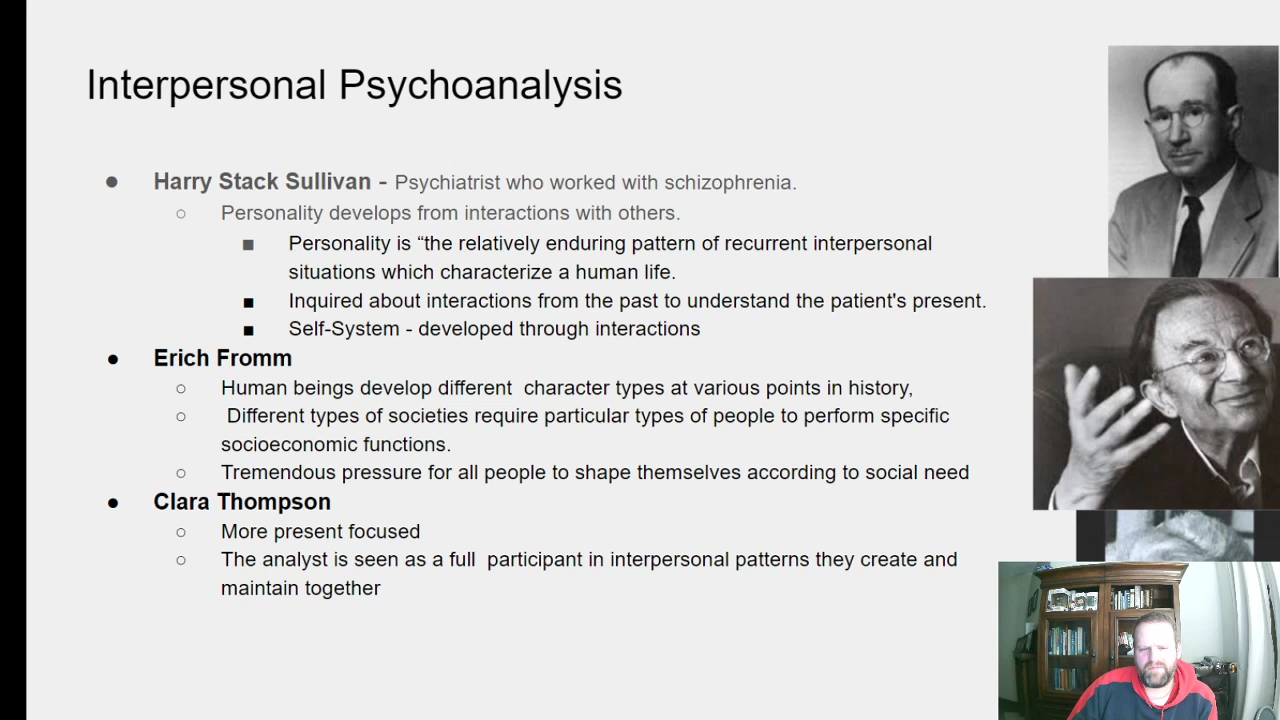 Interpersonal Psychoanalysis
● Harry Stack Sullivan - Psychiatrist who worked with schizophrenia.
○ Personality develops from interactions with others.
■ Personality is “the relatively enduring pattern of recurrent interpersonal
situations which characterize a human life.
■ Inquired about interactions from the past to understand the patient's present.
■ Self-System - developed through interactions
● Erich Fromm
○ Human beings develop different  character types at various points in history,
○ Different types of societies require particular types of people to perform specific
socioeconomic functions.
○ Tremendous pressure for all people to shape themselves according to social need
● Clara Thompson
○ More present focused
○ The analyst is seen as a full  participant in interpersonal patterns they create and
maintain together